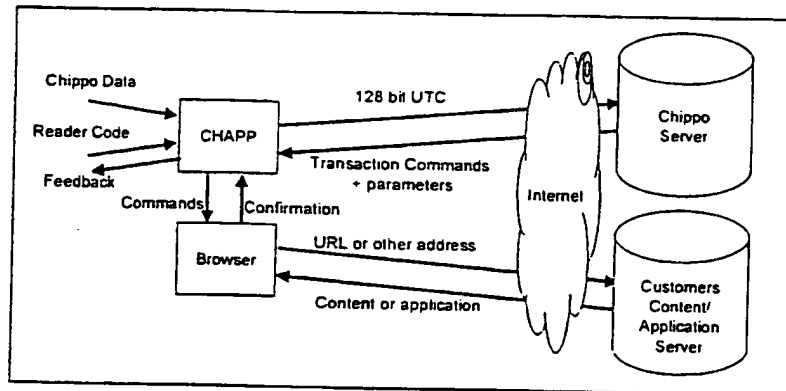 Chippo Data
Reader Code
Feedback
CHAPP
128 bit UTC
Transaction Commands
+ parameters
Commands
Confirmation
Browser
URL or other address
Content or application
Internet
Chippo
Server
Customers
Content/
Application
Server